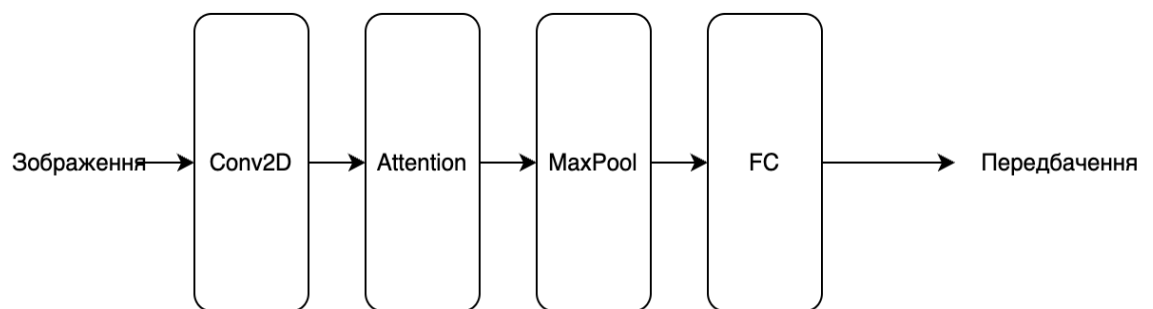 Зображення
Conv2D
Attention
MaxPool
FC
Передбачення